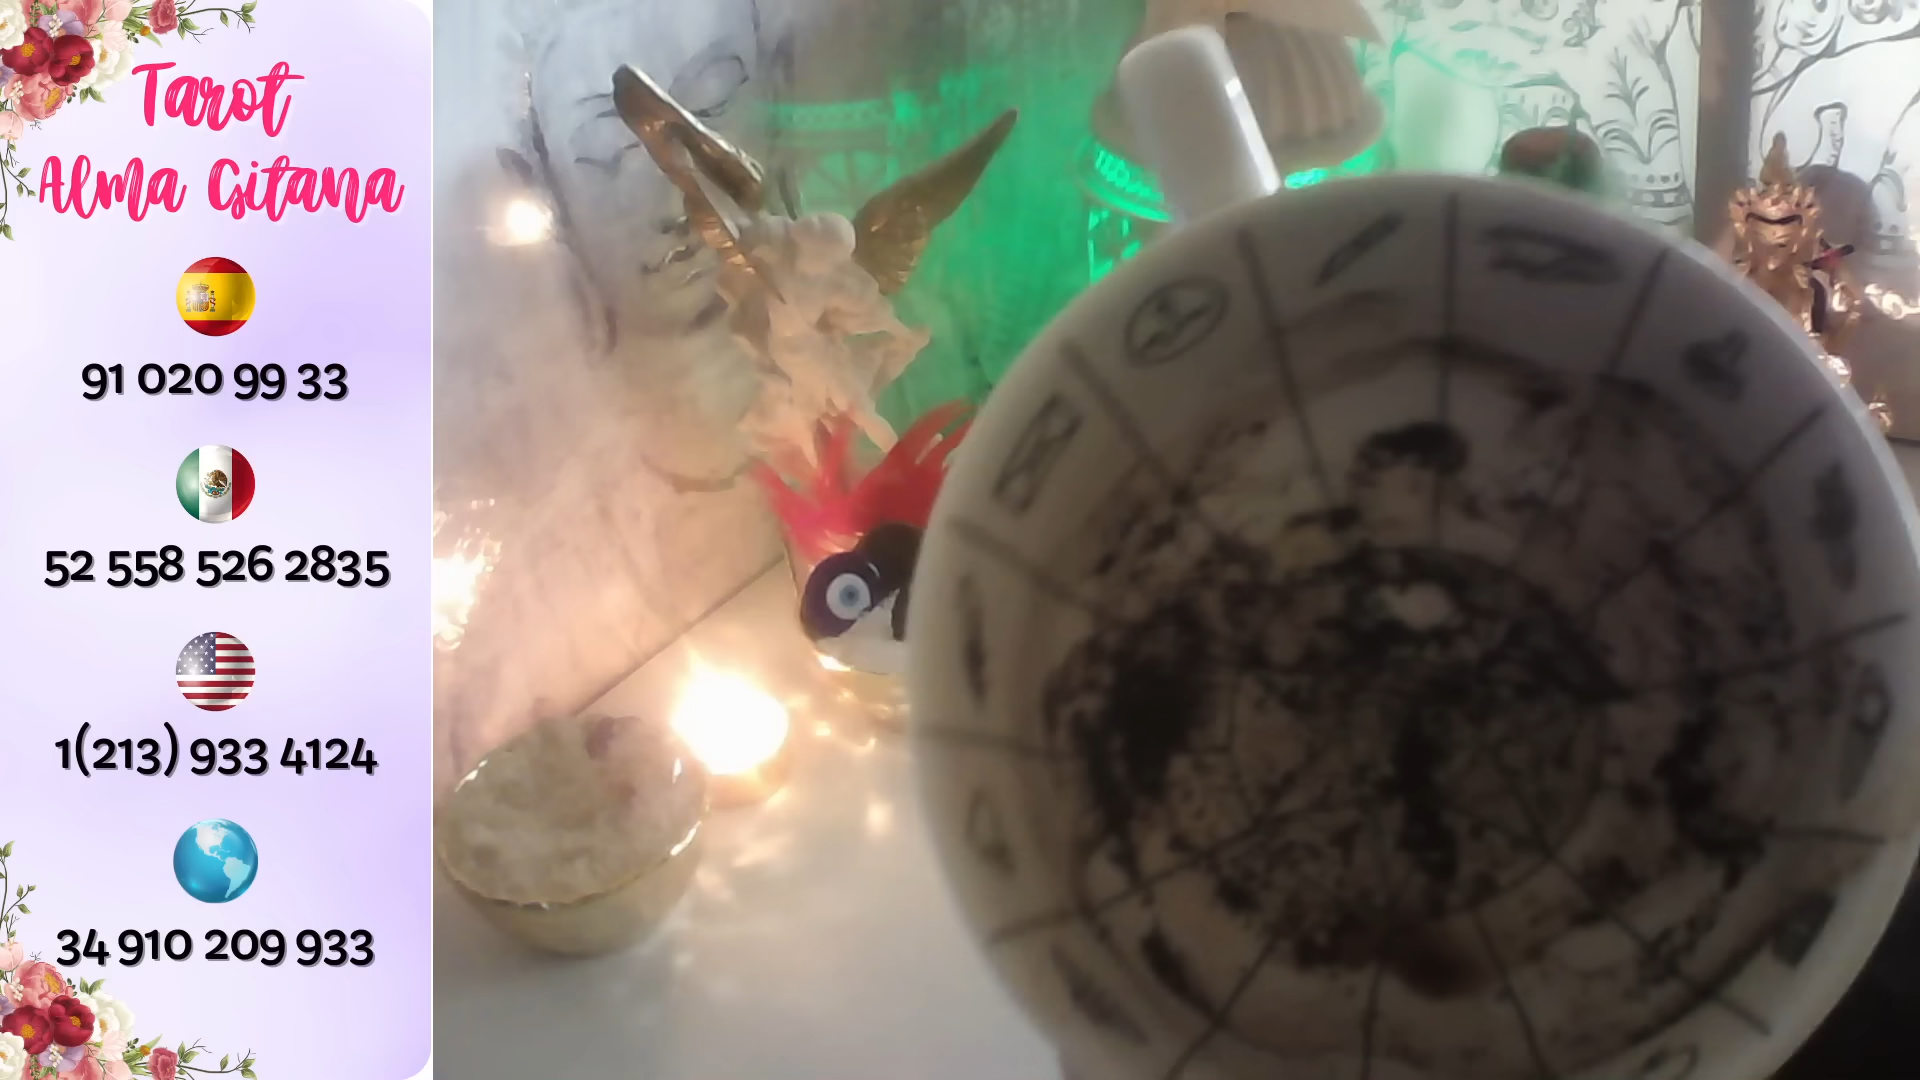 Tarot
Alma Gitana
91 020 99 33
52 558 526 2835
1(213) 933 4124
34 910 209 933